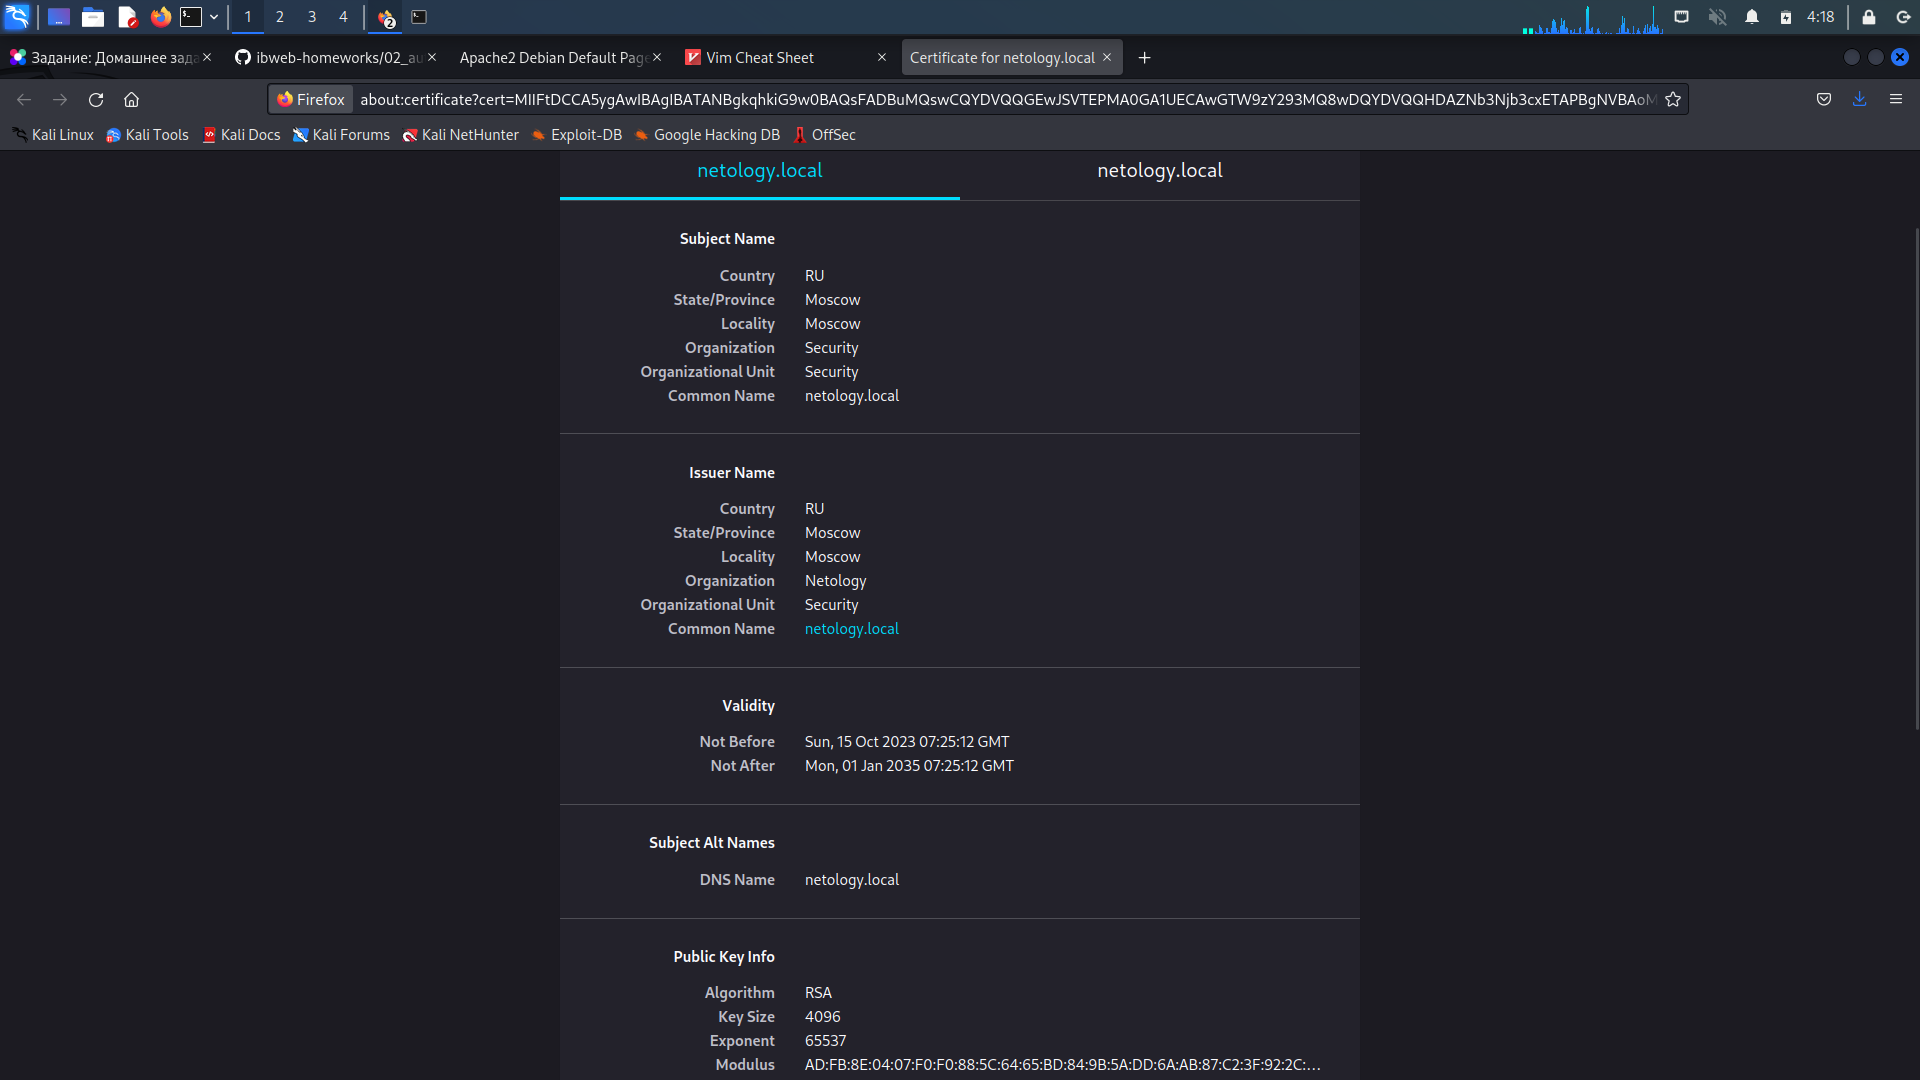 1 2 3 4 2 4:18
Задание: Домашнее зада
ibweb-homeworks/02_au
Apache2 Debian Default Page
Vim Cheat Sheet
Certificate for netology.local
Firefox about:certificate?cert=MIIFtDCCA5ygAwIBAgIBATANBgkqhkiG9w0BAQsFADBuMQswCQYDVQQGEwJSVTEPMA0GA1UECAwGTW9zY293MQ8wDQYDVQQHDAZNb3Njb3cxETAPBgNVBAoM
Kali Linux Kali Tools Kali Docs Kali Forums Kali NetHunter Exploit-DB Google Hacking DB OffSec
netology.local netology.local
Subject Name
Country RU
State/Province Moscow
Locality Moscow
Organization Security
Organizational Unit Security
Common Name netology.local
Issuer Name
Country RU
State/Province Moscow
Locality Moscow
Organization Netology
Organizational Unit Security
Common Name netology.local
Validity
Not Before Sun, 15 Oct 2023 07:25:12 GMT
Not After Mon, 01 Jan 2035 07:25:12 GMT
Subject Alt Names
DNS Name netology.local
Public Key Info
Algorithm RSA
Key Size 4096
Exponent 65537
Modulus AD:FB:8E:04:07:F0:F0:88:5C:64:65:BD:84:9B:5A:DD:6A:AB:87:C2:3F:92:2C:…